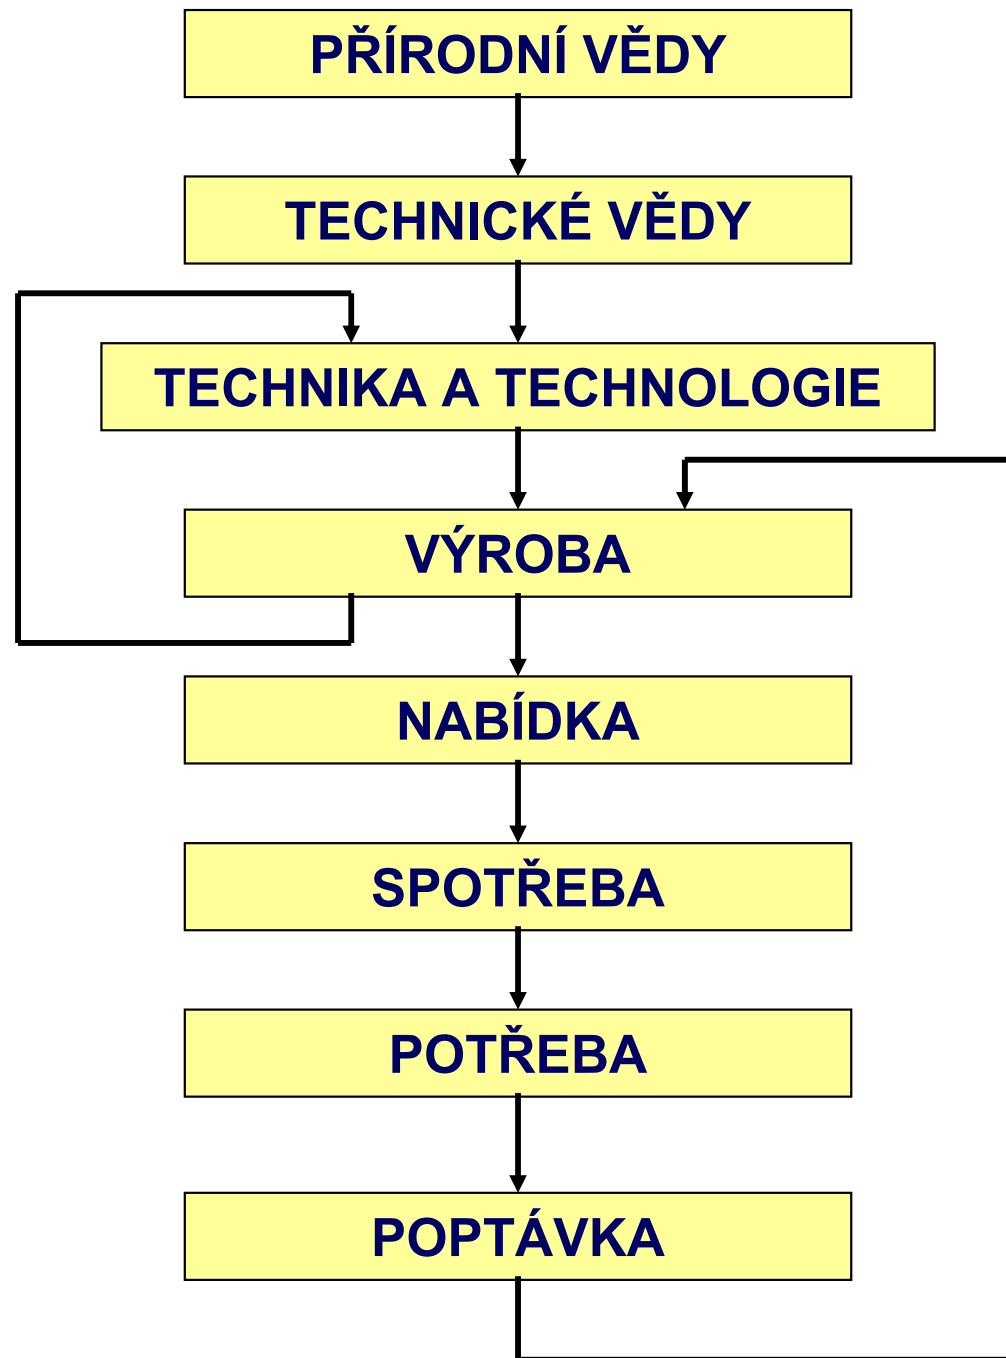 PŘÍRODNÍ VĚDY
TECHNICKÉ VĚDY
TECHNIKA A TECHNOLOGIE
VÝROBA
NABÍDKA
SPOTŘEBA
POTŘEBA
POPTÁVKA